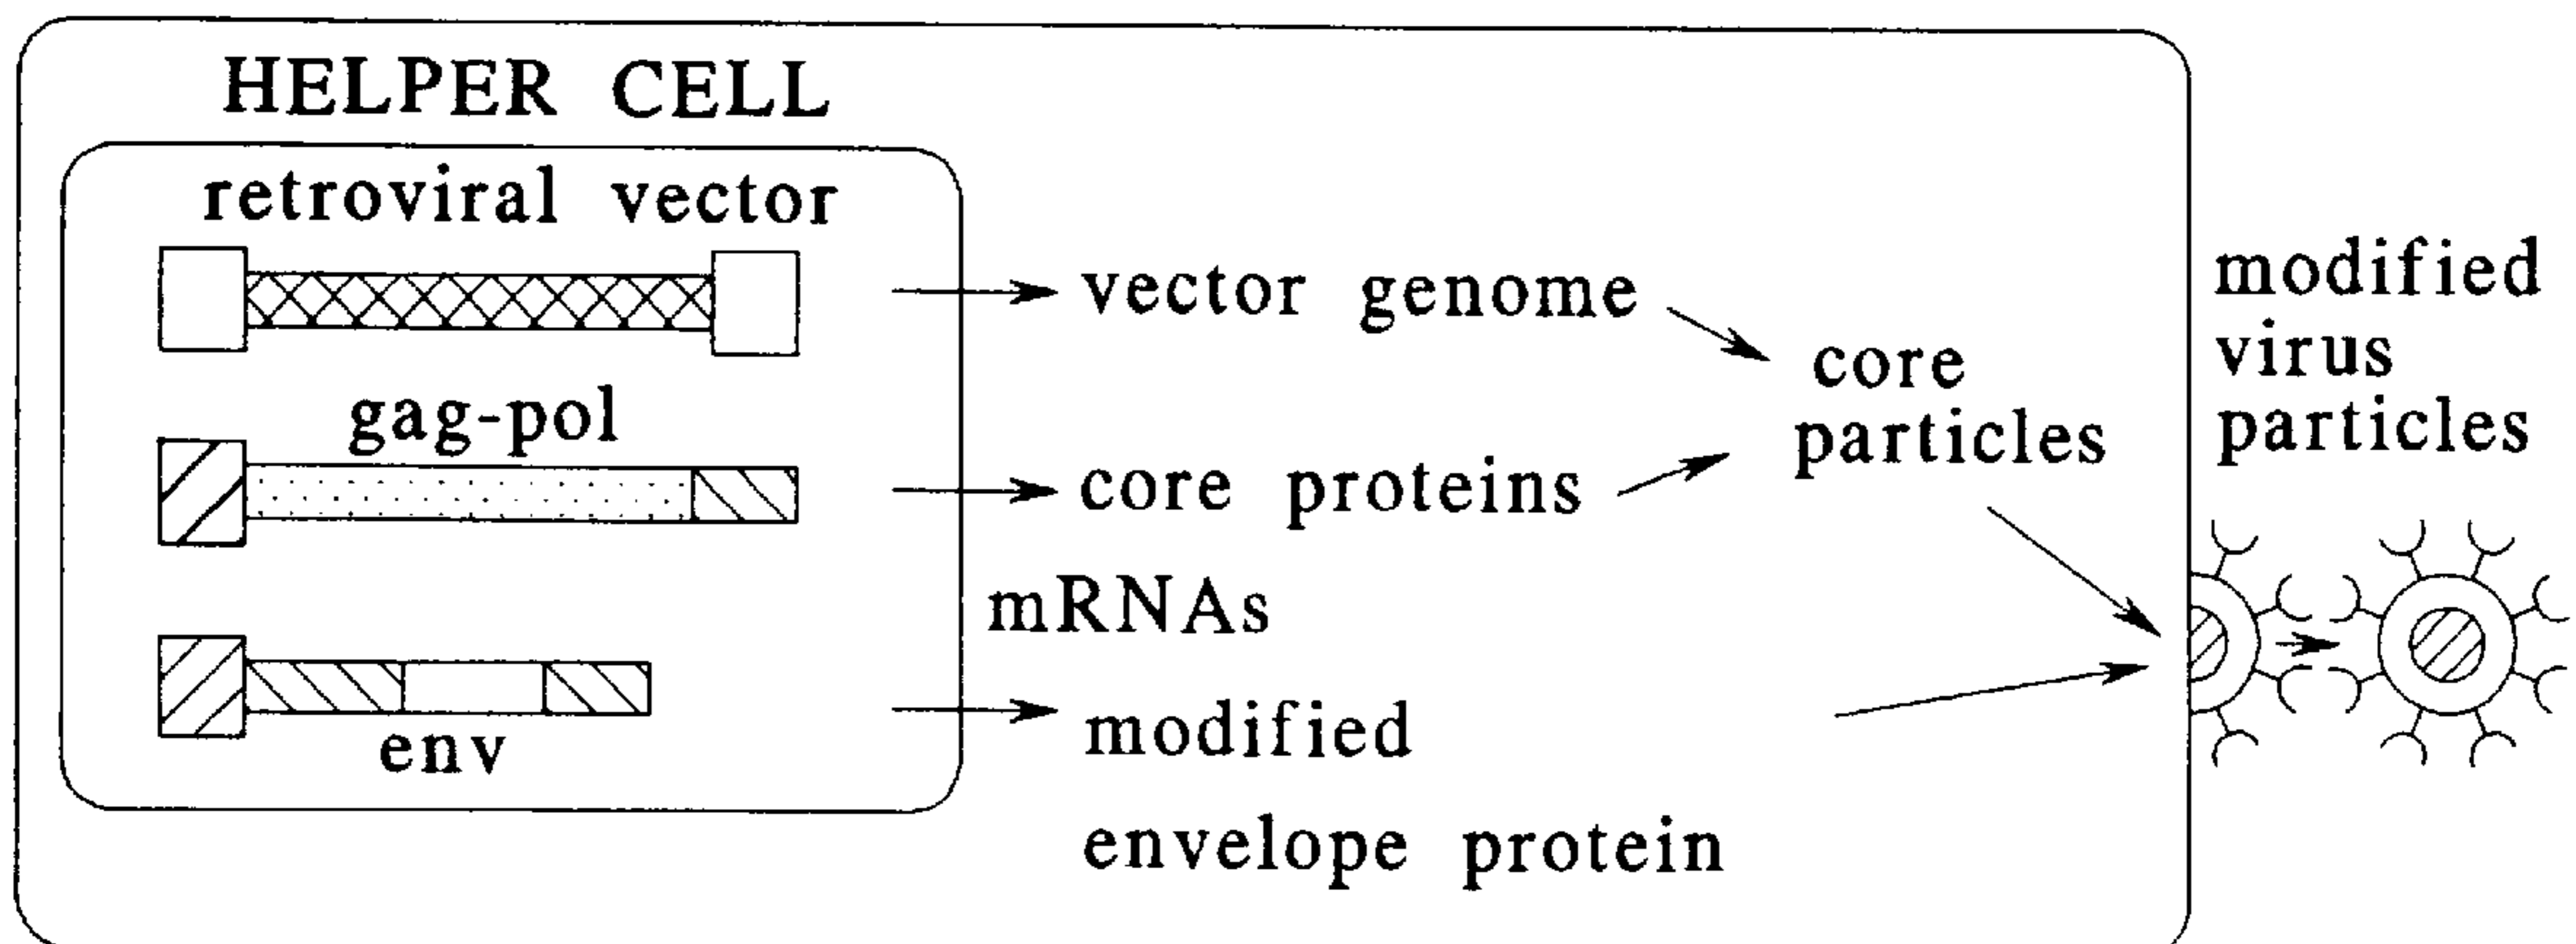 HELPER CELL
retroviral vector
vector genome
gag-pol
core proteins
core
particles
mRNAs
env
modified
envelope protein
modified
virus
particles